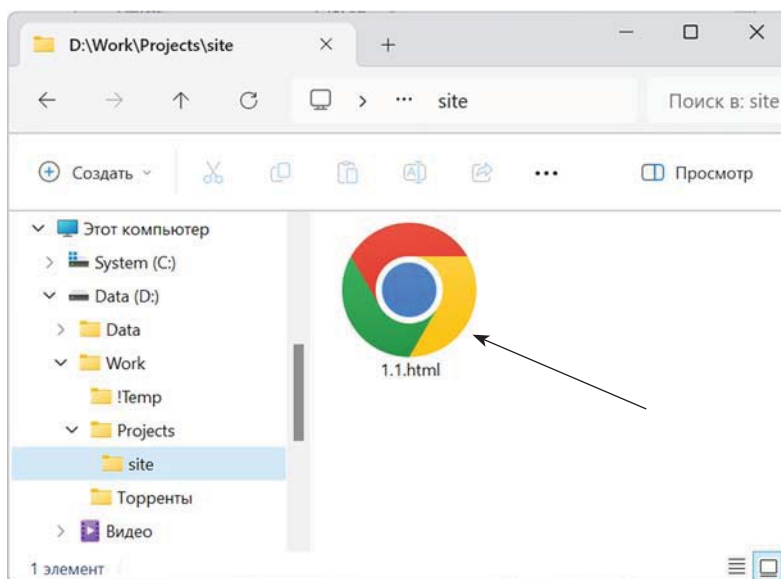 D:\Work\Projects\site
site
Поиск в: site
Создать
Просмотр
Этот компьютер
System (C:)
Data (D:)
Data
Work
!Temp
Projects
site
Торренты
Видео
1.1.html
1 элемент